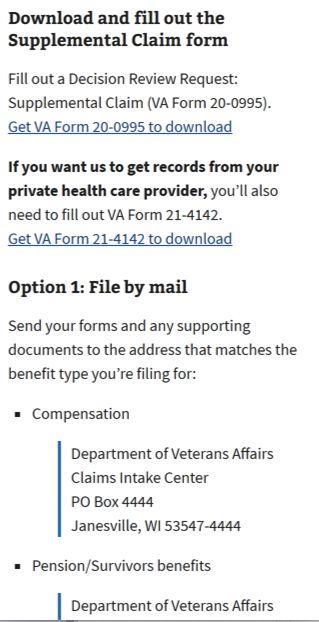 Download and fill out the
Supplemental Claim form
Fill out a Decision Review Request:
Supplemental Claim (VA Form 20-0995).
Get VA Form 20-0995 to download
If you want us to get records from your
private health care provider, you’ll also
need to fill out VA Form 21-4142.
Get VA Form 21-4142 to download
Option 1: File by mail
Send your forms and any supporting
documents to the address that matches the
benefit type you’re filing for:
Compensation
Department of Veterans Affairs
Claims Intake Center
PO Box 4444
Janesville, WI 53547-4444
Pension/Survivors benefits
Department of Veterans Affairs